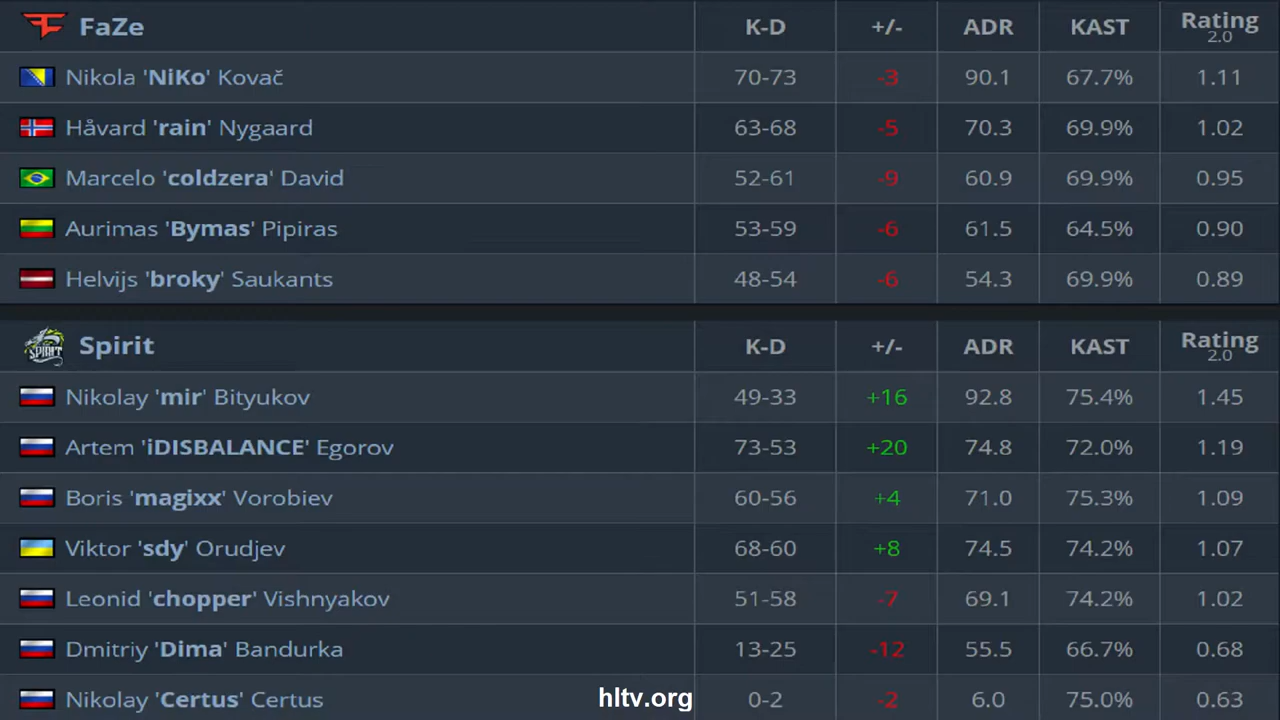 FaZe K-D +/- ADR KAST Rating 2.0
Nikola 'NiKo' Kovač 70-73 -3 90.1 67.7% 1.11
Håvard 'rain' Nygaard 63-68 -5 70.3 69.9% 1.02
Marcelo 'coldzera' David 52-61 -9 60.9 69.9% 0.95
Aurimas 'Bymas' Pipiras 53-59 -6 61.5 64.5% 0.90
Helvijs 'broky' Saukants 48-54 -6 54.3 69.9% 0.89
SPIRIT Spirit K-D +/- ADR KAST Rating 2.0
Nikolay 'mir' Bityukov 49-33 +16 92.8 75.4% 1.45
Artem 'iDISBALANCE' Egorov 73-53 +20 74.8 72.0% 1.19
Boris 'magixx' Vorobiev 60-56 +4 71.0 75.3% 1.09
Viktor 'sdy' Orudjev 68-60 +8 74.5 74.2% 1.07
Leonid 'chopper' Vishnyakov 51-58 -7 69.1 74.2% 1.02
Dmitriy 'Dima' Bandurka 13-25 -12 55.5 66.7% 0.68
Nikolay 'Certus' Certus hltv.org 0-2 -2 6.0 75.0% 0.63